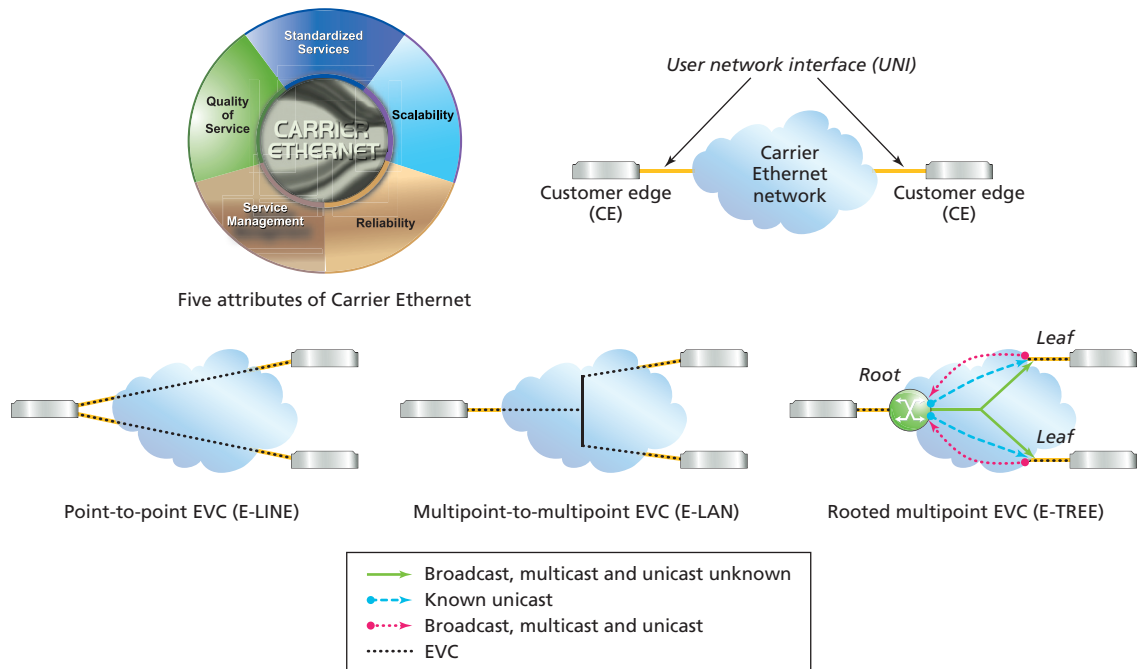 Standardized
Services
Quality
of
Service
Scalability
CARRIER
ETHERNET
Service
Management
Reliability
Five attributes of Carrier Ethernet
User network interface (UNI)
Carrier
Ethernet
network
Customer edge
(CE)
Customer edge
(CE)
Point-to-point EVC (E-LINE)
Multipoint-to-multipoint EVC (E-LAN)
Root
Leaf
Leaf
Rooted multipoint EVC (E-TREE)
Broadcast, multicast and unicast unknown
Known unicast
Broadcast, multicast and unicast
EVC